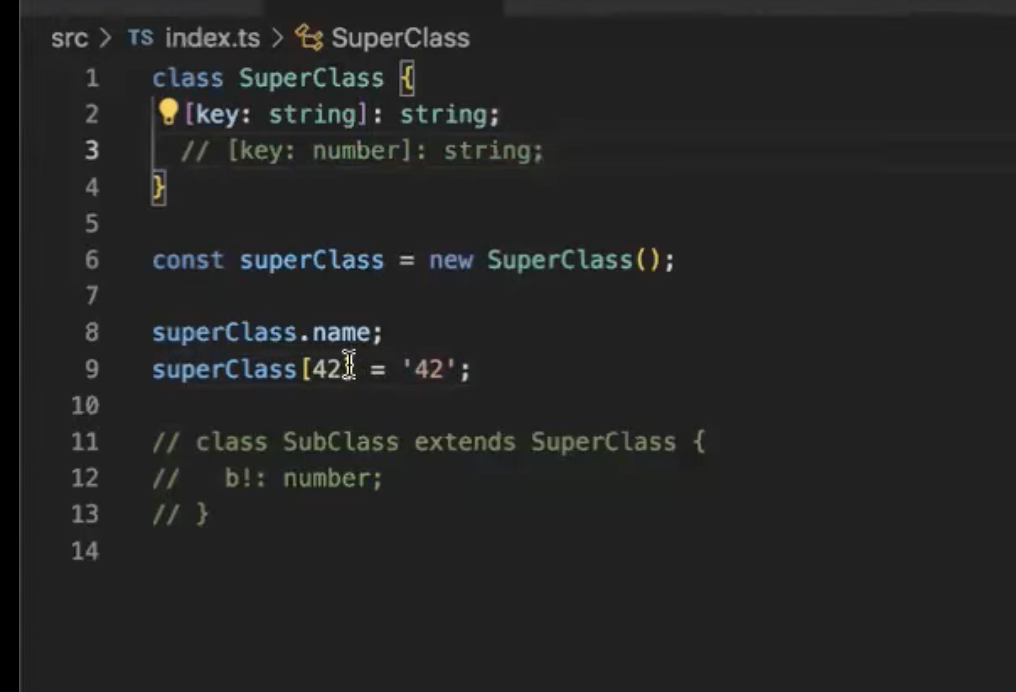 src > TS index.ts > SuperClass
1 class SuperClass {
2 [key: string]: string;
3 // [key: number]: string;
4 }
5
6 const superClass = new SuperClass();
7
8 superClass.name;
9 superClass[42] = '42';
10
11 // class SubClass extends SuperClass {
12 // b!: number;
13 // }
14